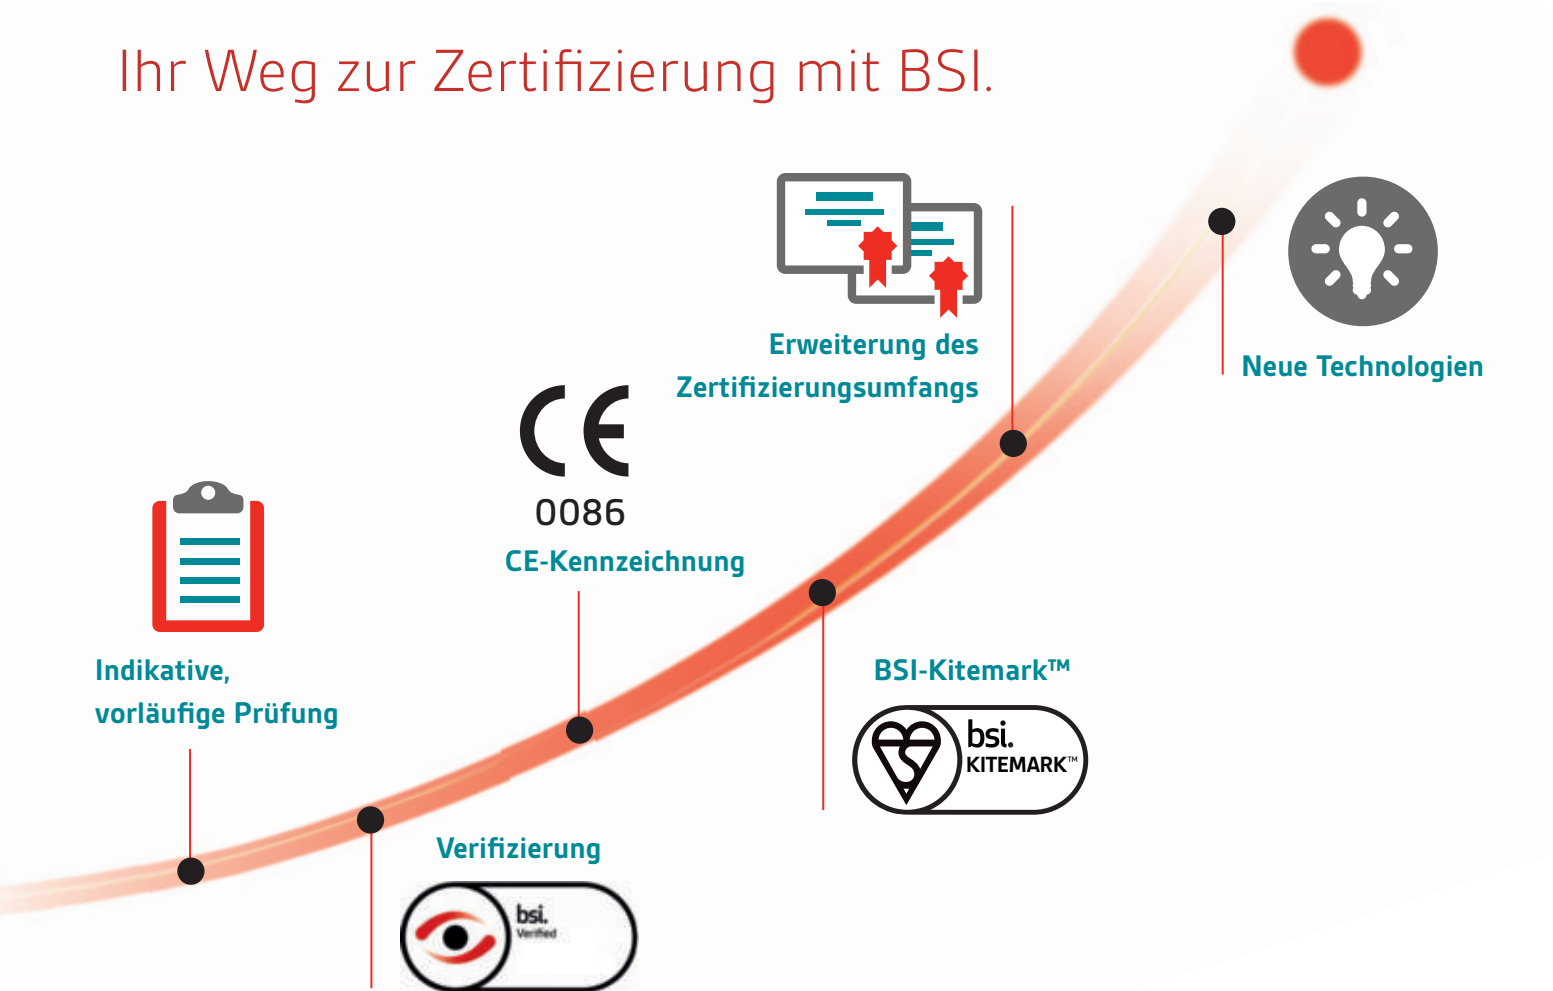 Ihr Weg zur Zertifizierung mit BSI.
Erweiterung des
Zertifizierungsumfangs
Neue Technologien
CE
0086
CE-Kennzeichnung
Indikative,
vorläufige Prüfung
BSI-Kitemark™
bsi.
KITEMARK™
Verifizierung
bsi.
Verified